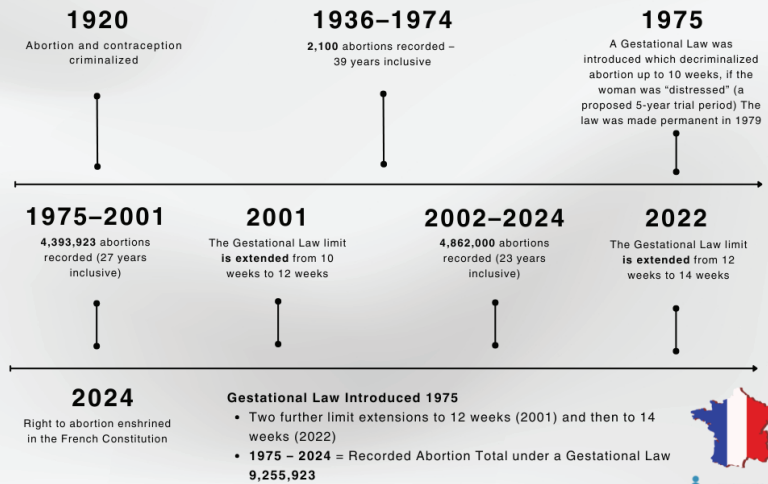 1920
Abortion and contraception
criminalized
1936–1974
2,100 abortions recorded –
39 years inclusive
1975
A Gestational Law was
introduced which decriminalized
abortion up to 10 weeks, if the
woman was “distressed” (a
proposed 5-year trial period) The
law was made permanent in 1979
1975–2001
4,393,923 abortions
recorded (27 years
inclusive)
2001
The Gestational Law limit
is extended from 10
weeks to 12 weeks
2002–2024
4,862,000 abortions
recorded (23 years
inclusive)
2022
The Gestational Law limit
is extended from 12
weeks to 14 weeks
2024
Right to abortion enshrined
in the French Constitution
Gestational Law Introduced 1975
• Two further limit extensions to 12 weeks (2001) and then to 14
weeks (2022)
• 1975 – 2024 = Recorded Abortion Total under a Gestational Law
9,255,923